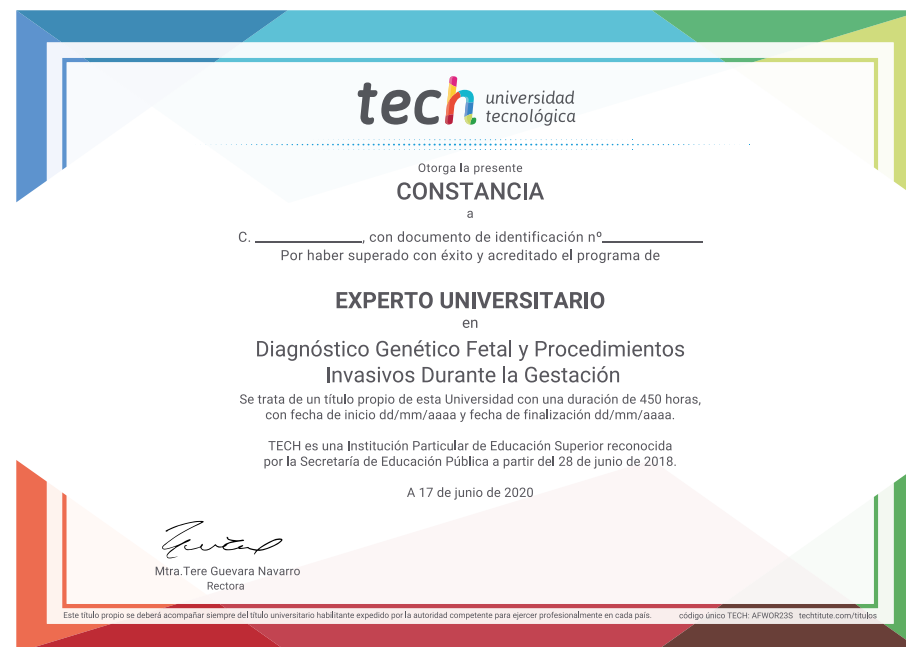 tech universidad
tecnológica
Otorga la presente
CONSTANCIA
a
C. ______________, con documento de identificación nº_____________
Por haber superado con éxito y acreditado el programa de
EXPERTO UNIVERSITARIO
en
Diagnóstico Genético Fetal y Procedimientos
Invasivos Durante la Gestación
Se trata de un título propio de esta Universidad con una duración de 450 horas,
con fecha de inicio dd/mm/aaaa y fecha de finalización dd/mm/aaaa.
TECH es una Institución Particular de Educación Superior reconocida
por la Secretaría de Educación Pública a partir del 28 de junio de 2018.
A 17 de junio de 2020
Mtra.Tere Guevara Navarro
Rectora
Este título propio se deberá acompañar siempre del título universitario habilitante expedido por la autoridad competente para ejercer profesionalmente en cada país. código único TECH: AFWOR23S techtitute.com/titulos